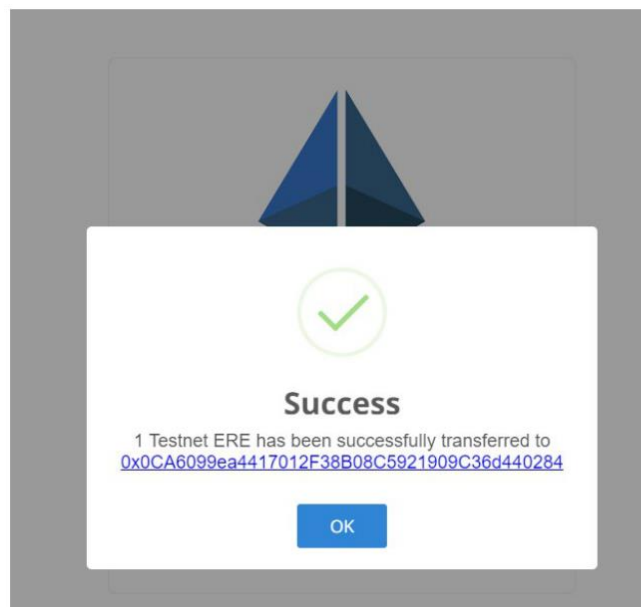 Success
1 Testnet ERE has been successfully transferred to
0x0CA6099ea4417012F38B08C5921909C36d440284
OK